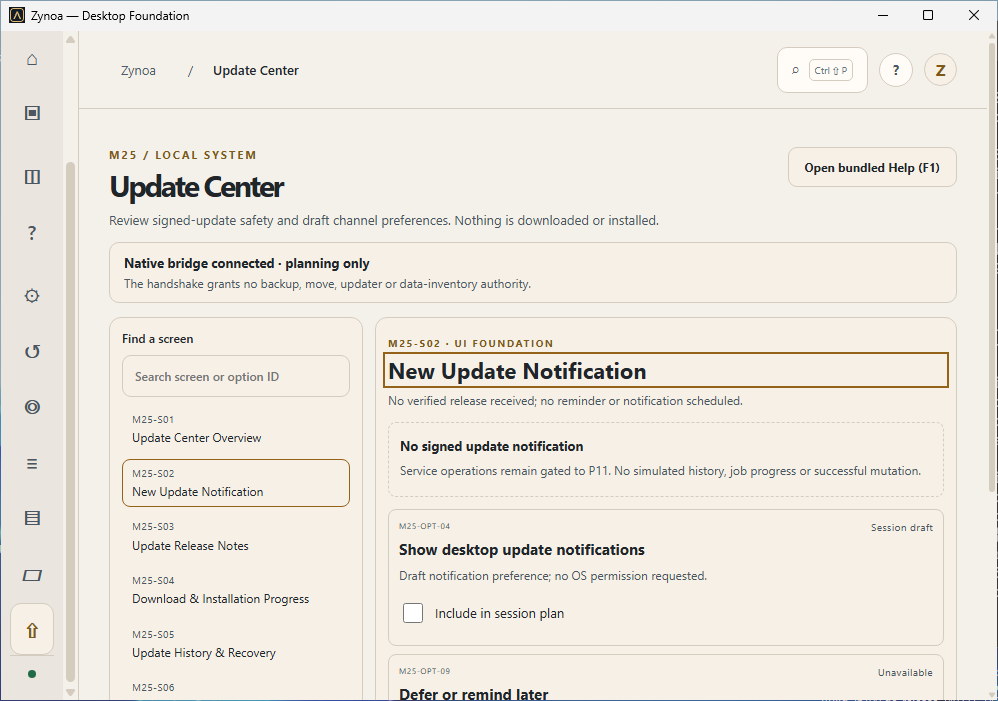 Zynoa — Desktop Foundation
Zynoa / Update Center
Ctrl ⇧ P
?
Z
M25 / LOCAL SYSTEM
Update Center
Open bundled Help (F1)
Review signed-update safety and draft channel preferences. Nothing is downloaded or installed.
Native bridge connected · planning only
The handshake grants no backup, move, updater or data-inventory authority.
Find a screen
Search screen or option ID
M25-S01
Update Center Overview
M25-S02
New Update Notification
M25-S03
Update Release Notes
M25-S04
Download & Installation Progress
M25-S05
Update History & Recovery
M25-S06
M25-S02 · UI FOUNDATION
New Update Notification
No verified release received; no reminder or notification scheduled.
No signed update notification
Service operations remain gated to P11. No simulated history, job progress or successful mutation.
M25-OPT-04
Session draft
Show desktop update notifications
Draft notification preference; no OS permission requested.
Include in session plan
M25-OPT-09
Unavailable
Defer or remind later